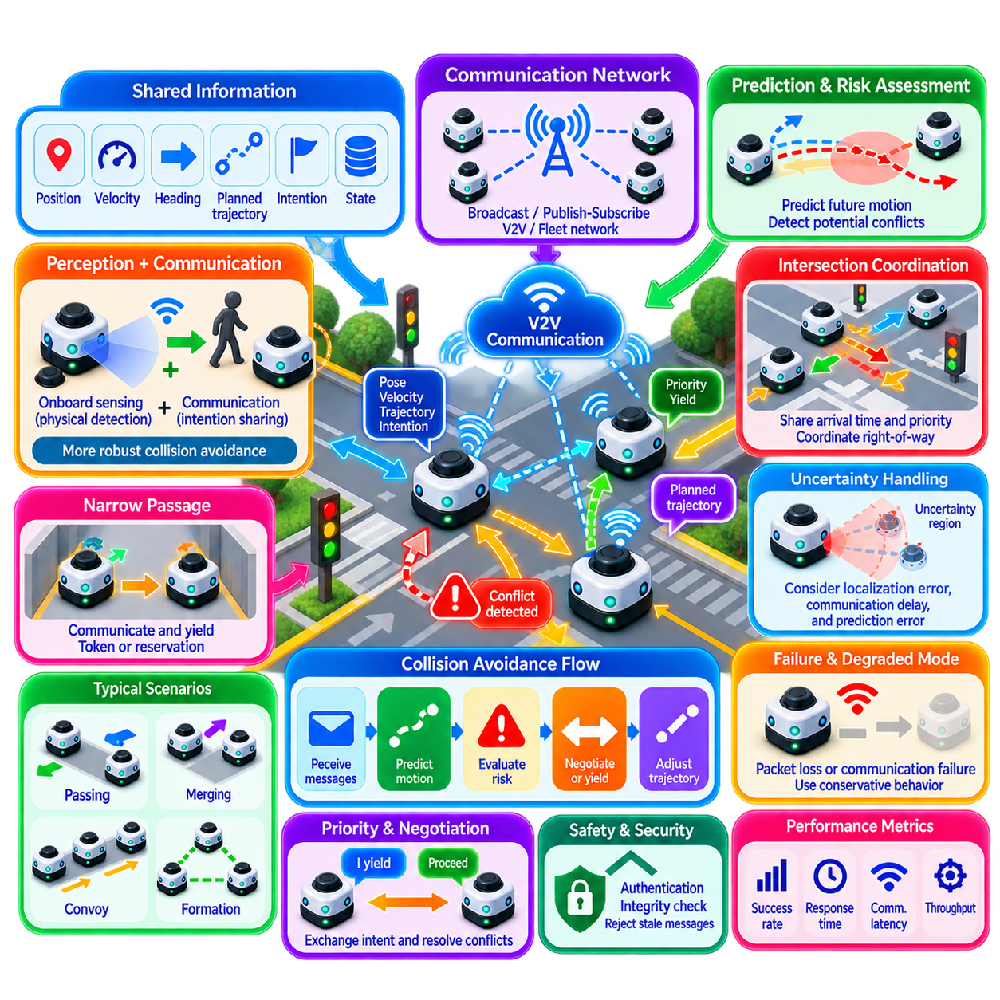 Shared Information
Position
Velocity
Heading
Planned
trajectory
Intention
State
Communication Network
Broadcast / Publish-Subscribe
V2V / Fleet network
Prediction & Risk Assessment
Predict future motion
Detect potential conflicts
Perception + Communication
Onboard sensing
(physical detection)
+
Communication
(intention sharing)
More robust collision avoidance
V2V
Communication
Pose
Velocity
Trajectory
Intention
Priority
Yield
Planned
trajectory
Conflict
detected
Intersection Coordination
Share arrival time and priority
Coordinate right-of-way
Narrow Passage
Communicate and yield
Token or reservation
Uncertainty Handling
Uncertainty
region
Consider localization error,
communication delay,
and prediction error
Typical Scenarios
Passing
Merging
Convoy
Formation
Collision Avoidance Flow
Peceive
messages
Predict
motion
Evaluate
risk
Negotiate
or yield
Adjust
trajectory
Failure & Degraded Mode
Packet loss or communication failure
Use conservative behavior
Priority & Negotiation
I yield
Proceed
Exchange intent and resolve conflicts
Safety & Security
Authentication
Integrity check
Reject stale messages
Performance Metrics
Success
rate
Response
time
Comm.
latency
Throughput